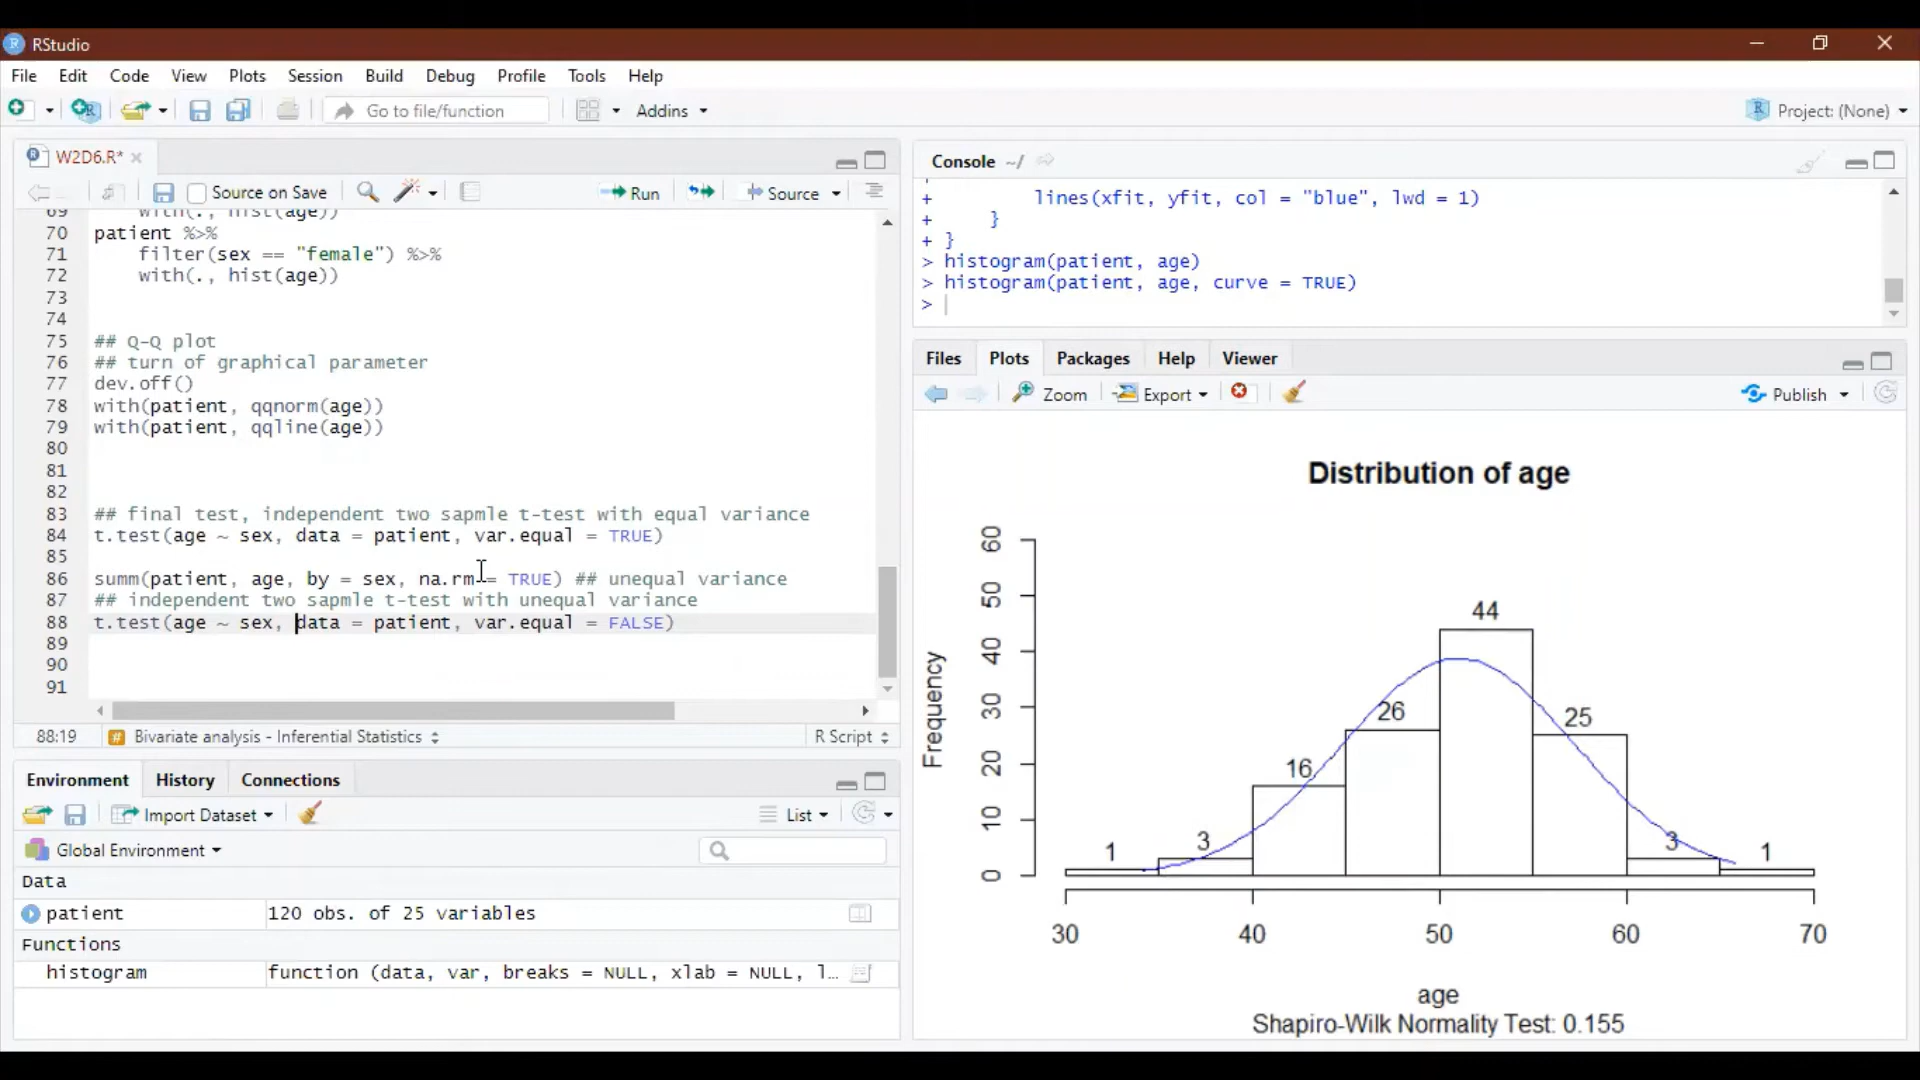 RStudio
File Edit Code View Plots Session Build Debug Profile Tools Help
Go to file/function Addins Project: (None)
W2D6.R*
Source on Save Run Source
69 with(., hist(age))
70 patient %>%
71 filter(sex == "female") %>%
72 with(., hist(age))
73
74
75 ## Q-Q plot
76 ## turn of graphical parameter
77 dev.off()
78 with(patient, qqnorm(age))
79 with(patient, qqline(age))
80
81
82
83 ## final test, independent two sapmle t-test with equal variance
84 t.test(age ~ sex, data = patient, var.equal = TRUE)
85
86 summ(patient, age, by = sex, na.rm = TRUE) ## unequal variance
87 ## independent two sapmle t-test with unequal variance
88 t.test(age ~ sex, data = patient, var.equal = FALSE)
89
90
91
88:19 # Bivariate analysis - Inferential Statistics R Script
Environment History Connections
Import Dataset List
Global Environment
Data
patient 120 obs. of 25 variables
Functions
histogram function (data, var, breaks = NULL, xlab = NULL, l…
Console ~/
+ lines(xfit, yfit, col = "blue", lwd = 1)
+ }
+ }
> histogram(patient, age)
> histogram(patient, age, curve = TRUE)
>
Files Plots Packages Help Viewer
Zoom Export Publish
Distribution of age
Frequency
60
50
40
30
20
10
0
1 3 16 26 44 25 3 1
30 40 50 60 70
age
Shapiro-Wilk Normality Test: 0.155